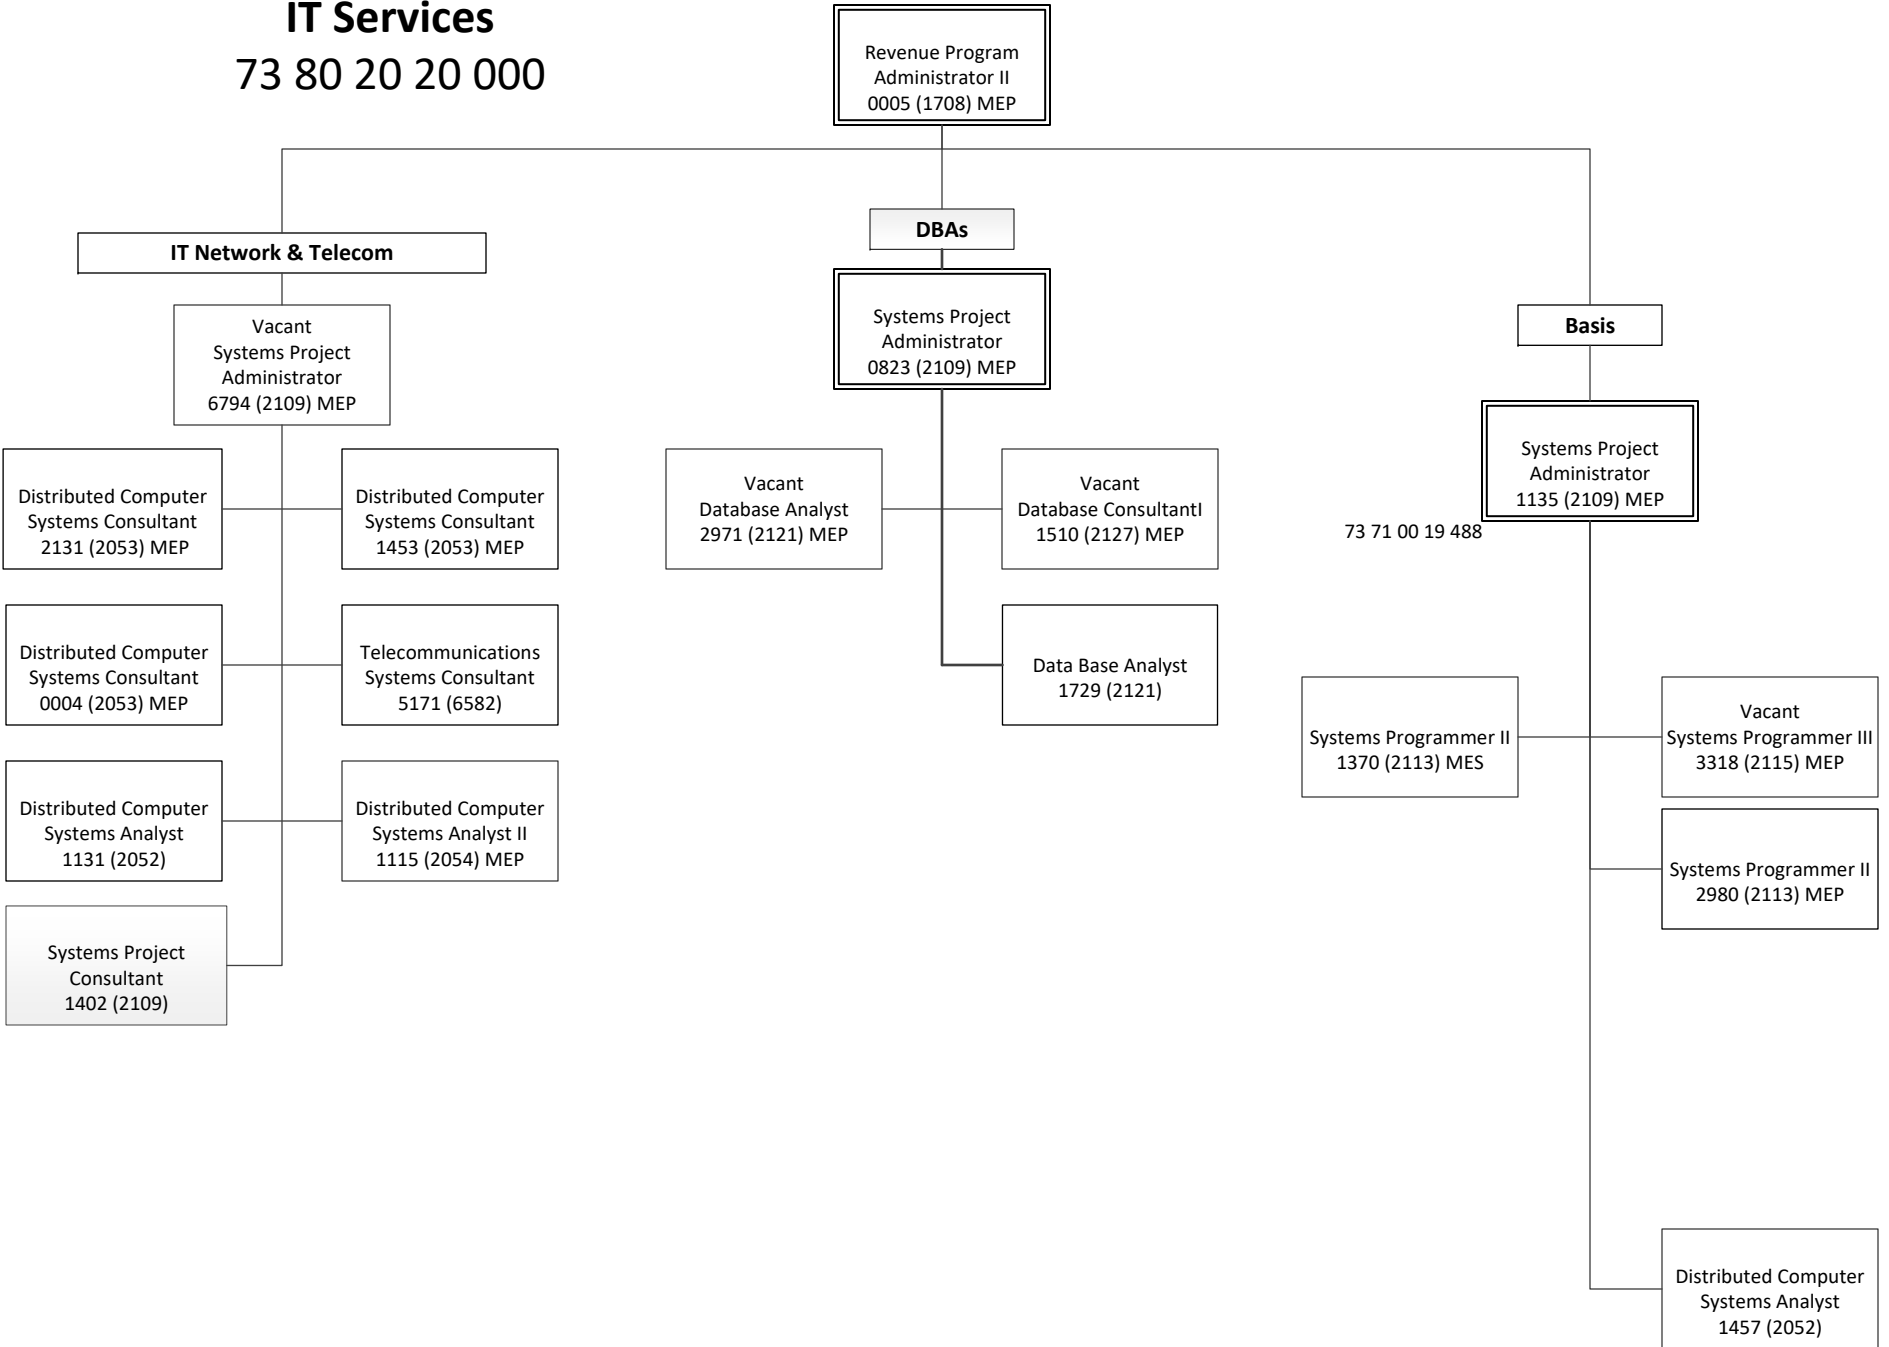 IT Services
73 80 20 20 000
Revenue Program
Administrator II
0005 (1708) MEP
IT Network & Telecom
DBAs
Basis
Vacant
Systems Project
Administrator
6794 (2109) MEP
Distributed Computer
Systems Consultant
2131 (2053) MEP
Distributed Computer
Systems Consultant
1453 (2053) MEP
Distributed Computer
Systems Consultant
0004 (2053) MEP
Telecommunications
Systems Consultant
5171 (6582)
Distributed Computer
Systems Analyst
1131 (2052)
Distributed Computer
Systems Analyst II
1115 (2054) MEP
Systems Project
Consultant
1402 (2109)
Systems Project
Administrator
0823 (2109) MEP
Vacant
Database Analyst
2971 (2121) MEP
Vacant
Database ConsultantI
1510 (2127) MEP
Data Base Analyst
1729 (2121)
Systems Project
Administrator
1135 (2109) MEP
73 71 00 19 488
Systems Programmer II
1370 (2113) MES
Vacant
Systems Programmer III
3318 (2115) MEP
Systems Programmer II
2980 (2113) MEP
Distributed Computer
Systems Analyst
1457 (2052)